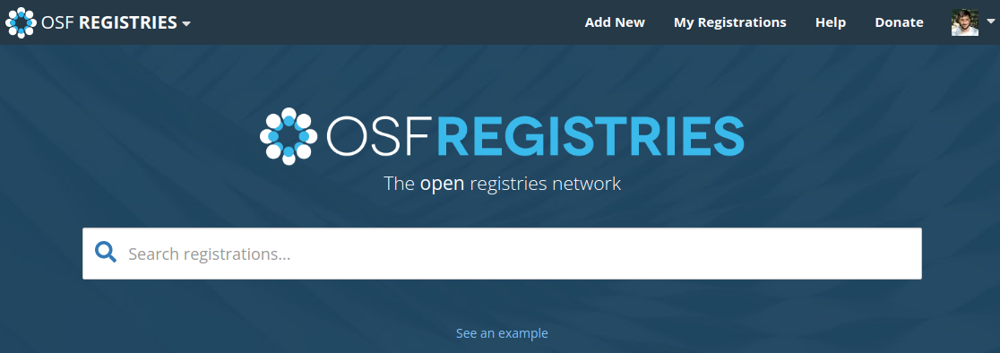 OSF REGISTRIES Add New My Registrations Help Donate
OSFREGISTRIES
The open registries network
Search registrations...
See an example